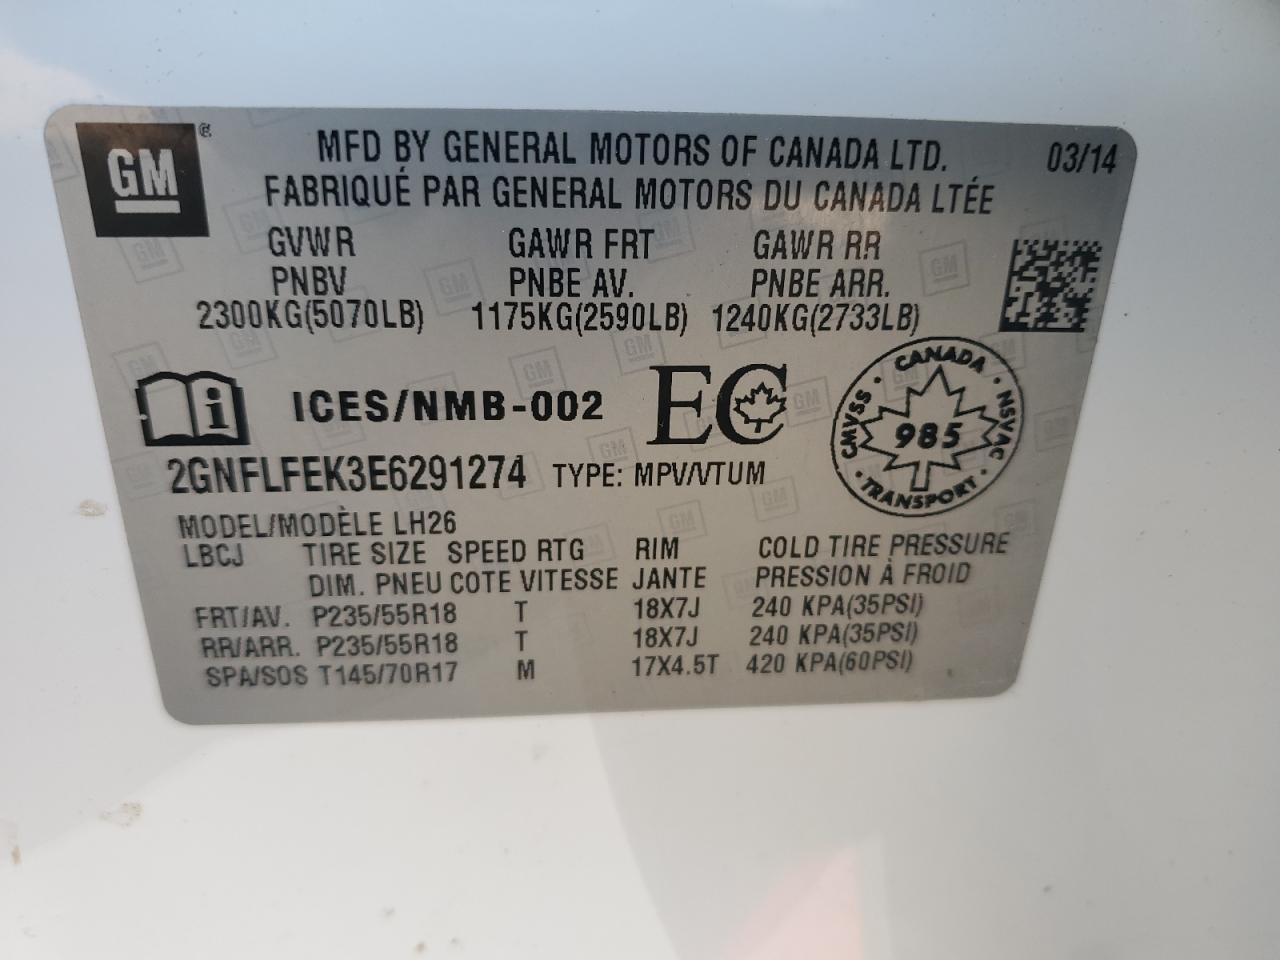 GM
MFD BY GENERAL MOTORS OF CANADA LTD. 03/14
FABRIQUÉ PAR GENERAL MOTORS DU CANADA LTÉE
GVWR GAWR FRT GAWR RR
PNBV PNBE AV. PNBE ARR.
2300KG(5070LB) 1175KG(2590LB) 1240KG(2733LB)
i ICES/NMB-002 EC
CANADA · NSVAC · TRANSPORT · CMVSS ·
985
2GNFLFEK3E6291274 TYPE: MPV/VTUM
MODEL/MODÈLE LH26
LBCJ TIRE SIZE SPEED RTG RIM COLD TIRE PRESSURE
DIM. PNEU COTE VITESSE JANTE PRESSION À FROID
FRT/AV. P235/55R18 T 18X7J 240 KPA(35PSI)
RR/ARR. P235/55R18 T 18X7J 240 KPA(35PSI)
SPA/SOS T145/70R17 M 17X4.5T 420 KPA(60PSI)